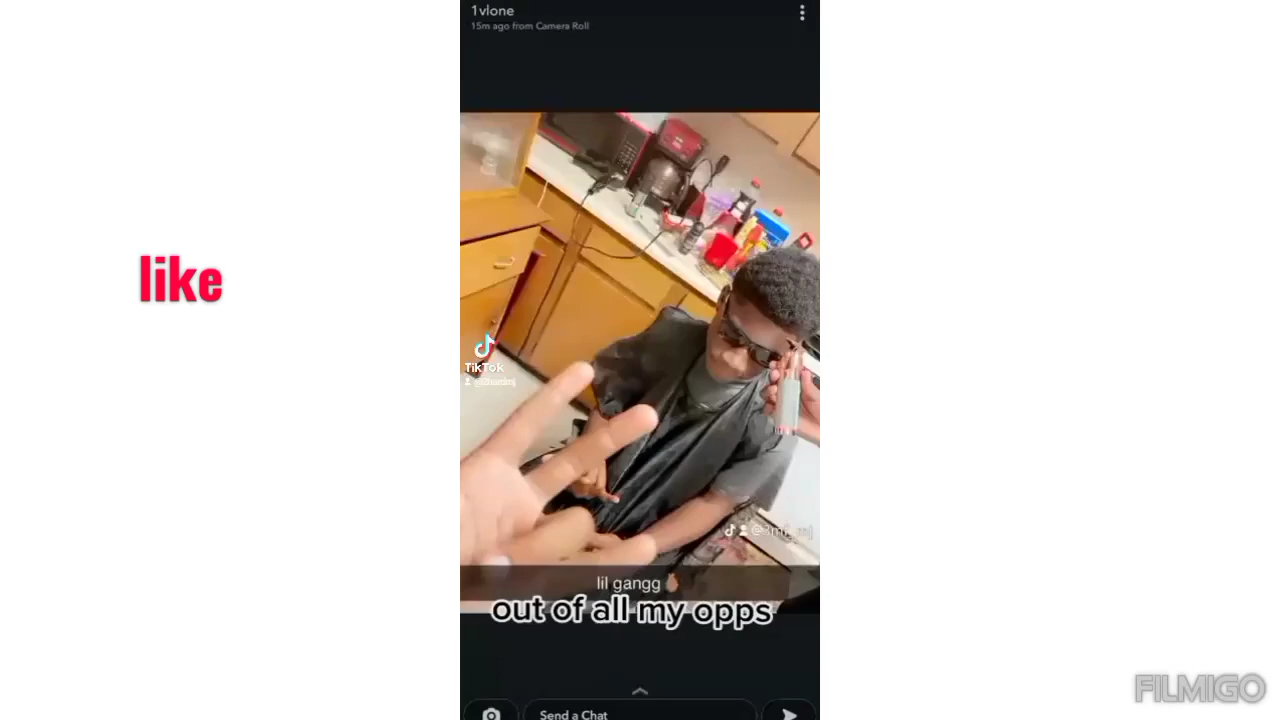 1vlone
15m ago from Camera Roll
like
TikTok
lil gangg
out of all my opps
Send a Chat
FILMIGO